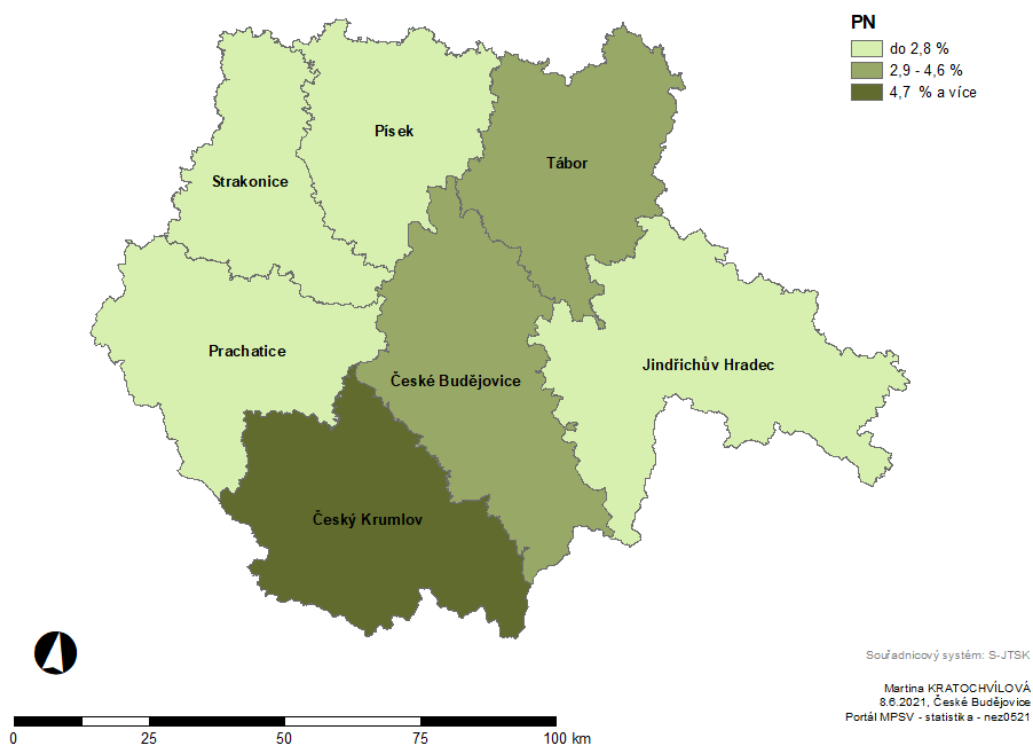 PN
do 2,8 %
2,9 - 4,6 %
4,7 % a více
Písek
Tábor
Strakonice
Prachatice
České Budějovice
Jindřichův Hradec
Český Krumlov
Souřadnicový systém: S-JTSK
Martina KRATOCHVÍLOVÁ
8.6.2021, České Budějovice
Portál MPSV - statistika - nez0521
0 25 50 75 100 km